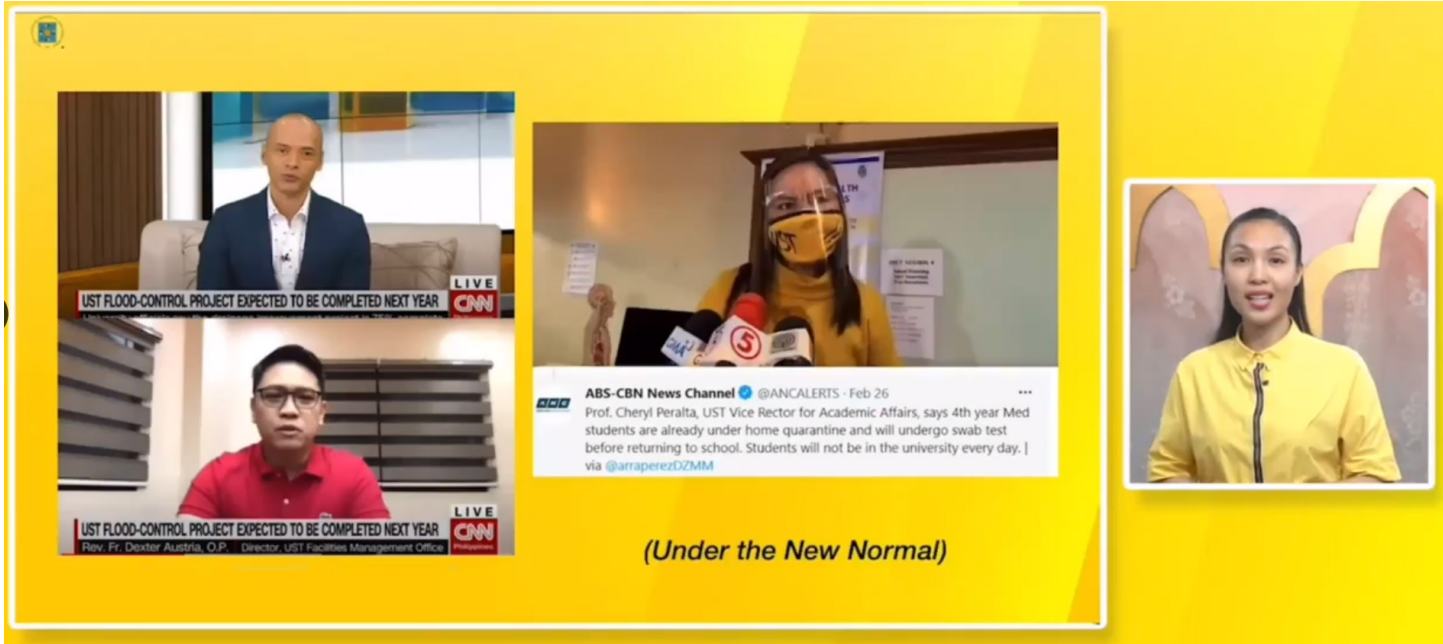 LIVE
UST FLOOD-CONTROL PROJECT EXPECTED TO BE COMPLETED NEXT YEAR
CNN
LIVE
UST FLOOD-CONTROL PROJECT EXPECTED TO BE COMPLETED NEXT YEAR
CNN
Rev. Fr. Dexter Austria, O.P. Director, UST Facilities Management Office
Philippines
UST
5
ANC
ABS-CBN News Channel @ANCALERTS · Feb 26
Prof. Cheryl Peralta, UST Vice Rector for Academic Affairs, says 4th year Med
students are already under home quarantine and will undergo swab test
before returning to school. Students will not be in the university every day. |
via @arraperezDZMM
(Under the New Normal)